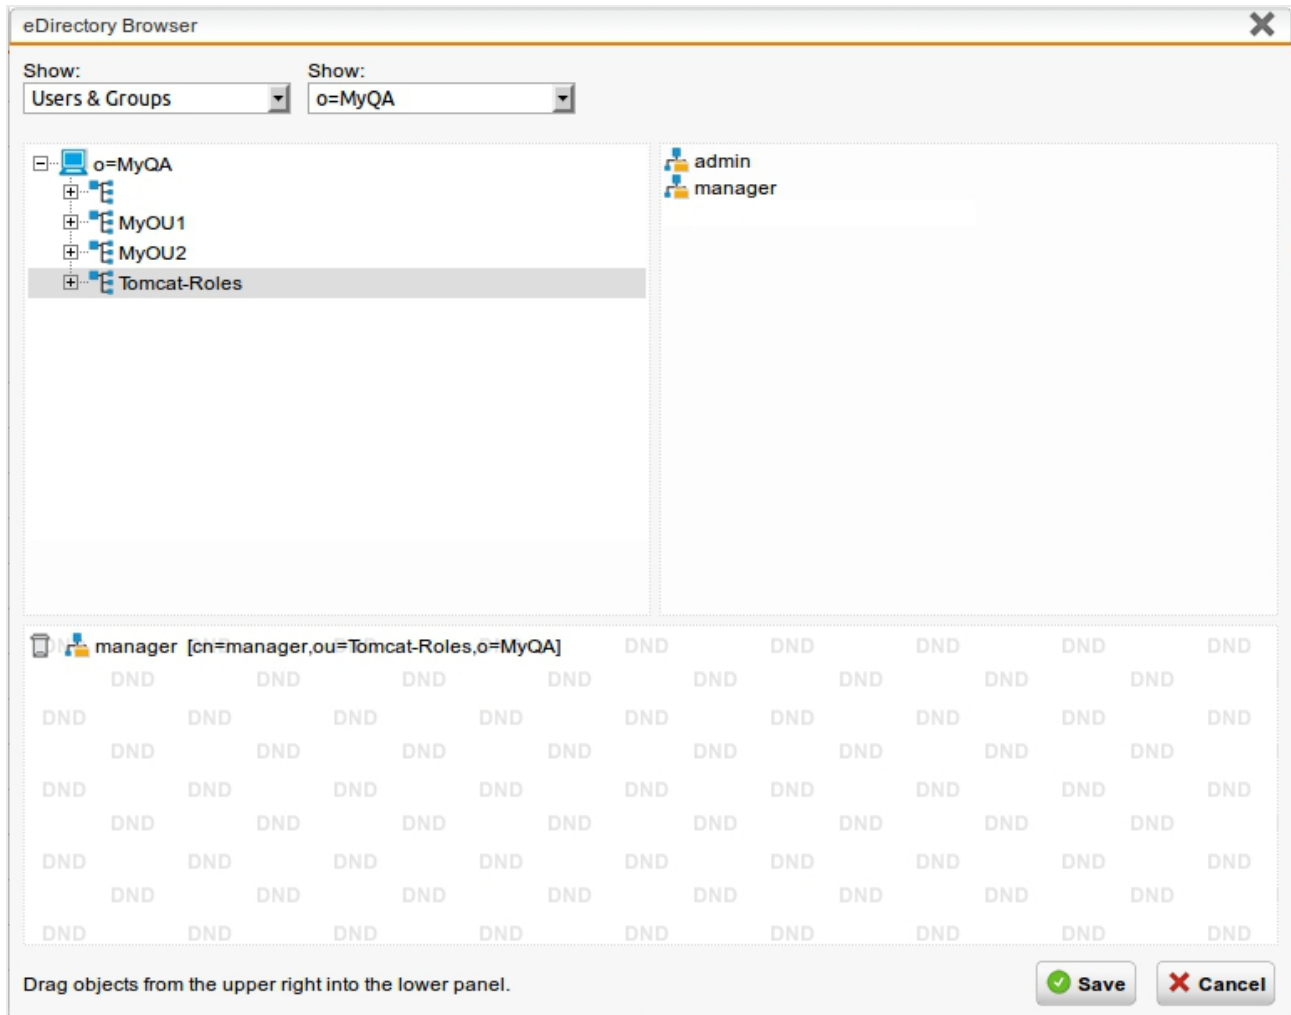 eDirectory Browser
Show: Show:
Users & Groups o=MyQA
o=MyQA
MyOU1
MyOU2
Tomcat-Roles
admin
manager
manager [cn=manager,ou=Tomcat-Roles,o=MyQA]
DND DND DND DND DND
DND DND DND DND DND DND DND DND
DND DND DND DND DND DND DND DND DND
DND DND DND DND DND DND DND DND
DND DND DND DND DND DND DND DND DND
DND DND DND DND DND DND DND DND
DND DND DND DND DND DND DND DND DND
DND DND DND DND DND DND DND DND
DND DND DND DND DND DND DND DND DND
Drag objects from the upper right into the lower panel.
Save Cancel